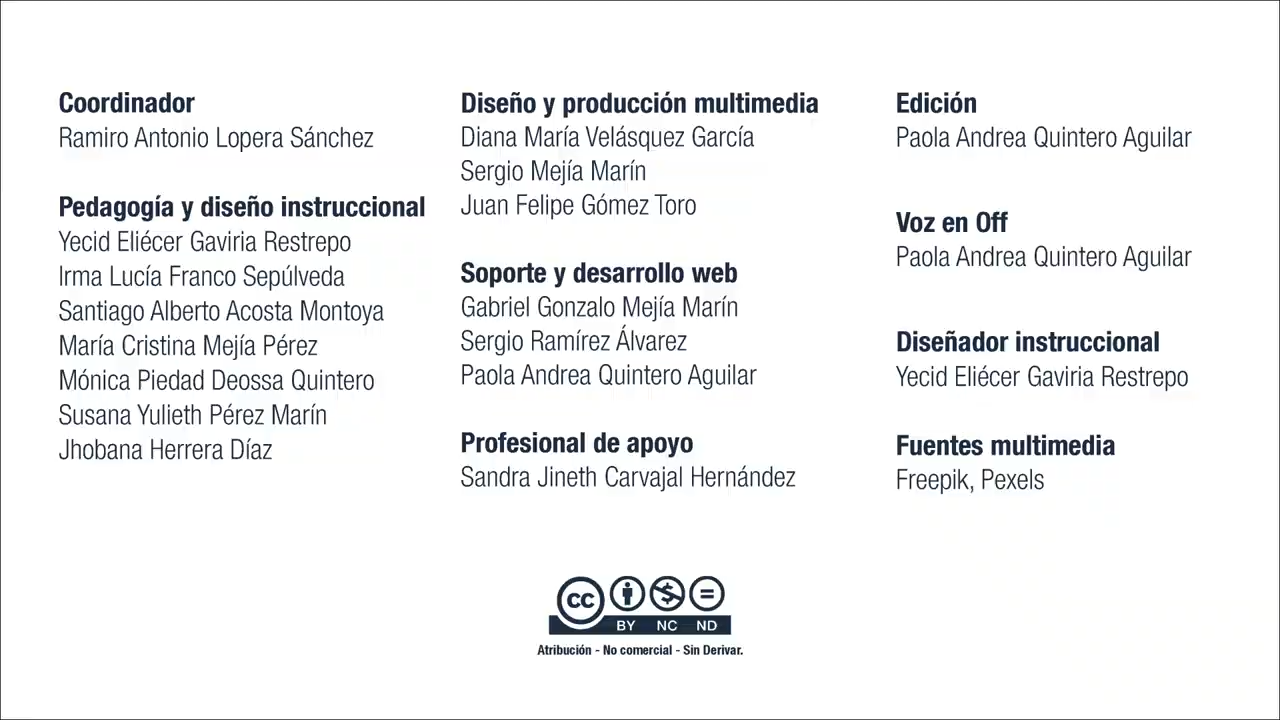 Coordinador
Ramiro Antonio Lopera Sánchez
Pedagogía y diseño instruccional
Yecid Eliécer Gaviria Restrepo
Irma Lucía Franco Sepúlveda
Santiago Alberto Acosta Montoya
María Cristina Mejía Pérez
Mónica Piedad Deossa Quintero
Susana Yulieth Pérez Marín
Jhobana Herrera Díaz
Diseño y producción multimedia
Diana María Velásquez García
Sergio Mejía Marín
Juan Felipe Gómez Toro
Soporte y desarrollo web
Gabriel Gonzalo Mejía Marín
Sergio Ramírez Álvarez
Paola Andrea Quintero Aguilar
Profesional de apoyo
Sandra Jineth Carvajal Hernández
Edición
Paola Andrea Quintero Aguilar
Voz en Off
Paola Andrea Quintero Aguilar
Diseñador instruccional
Yecid Eliécer Gaviria Restrepo
Fuentes multimedia
Freepik, Pexels
cc
BY NC ND
Atribución - No comercial - Sin Derivar.